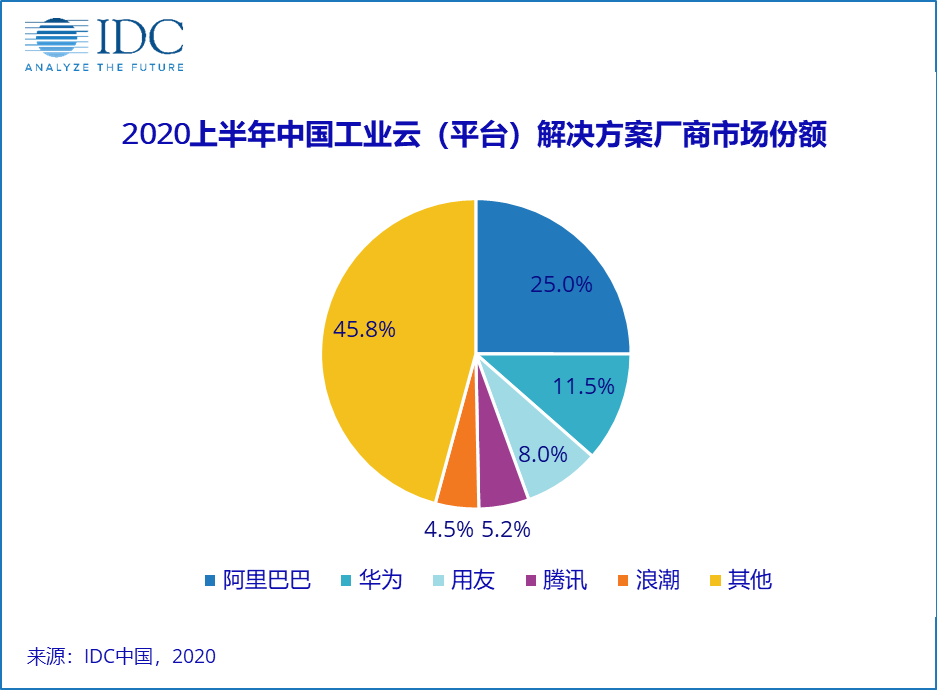 IDC
ANALYZE THE FUTURE
2020上半年中国工业云（平台）解决方案厂商市场份额
25.0%
45.8%
11.5%
8.0%
4.5% 5.2%
阿里巴巴 华为 用友 腾讯 浪潮 其他
来源：IDC中国，2020